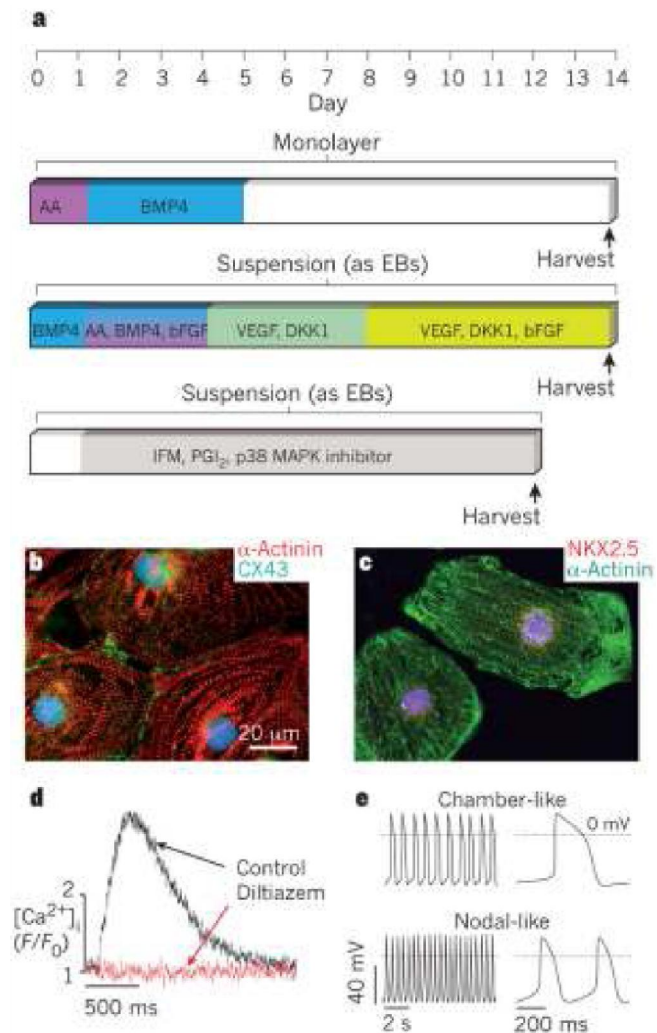 a
0 1 2 3 4 5 6 7 8 9 10 11 12 13 14
Day
Monolayer
AA BMP4
Harvest
Suspension (as EBs)
BMP4 AA, BMP4, bFGF VEGF, DKK1 VEGF, DKK1, bFGF
Harvest
Suspension (as EBs)
IFM, PGI₂, p38 MAPK inhibitor
Harvest
b α-Actinin
CX43
20 μm
c NKX2.5
α-Actinin
d
Control
Diltiazem
2
[Ca²⁺]ᵢ
(F/F₀)
1
500 ms
e
Chamber-like
0 mV
Nodal-like
40 mV
2 s 200 ms